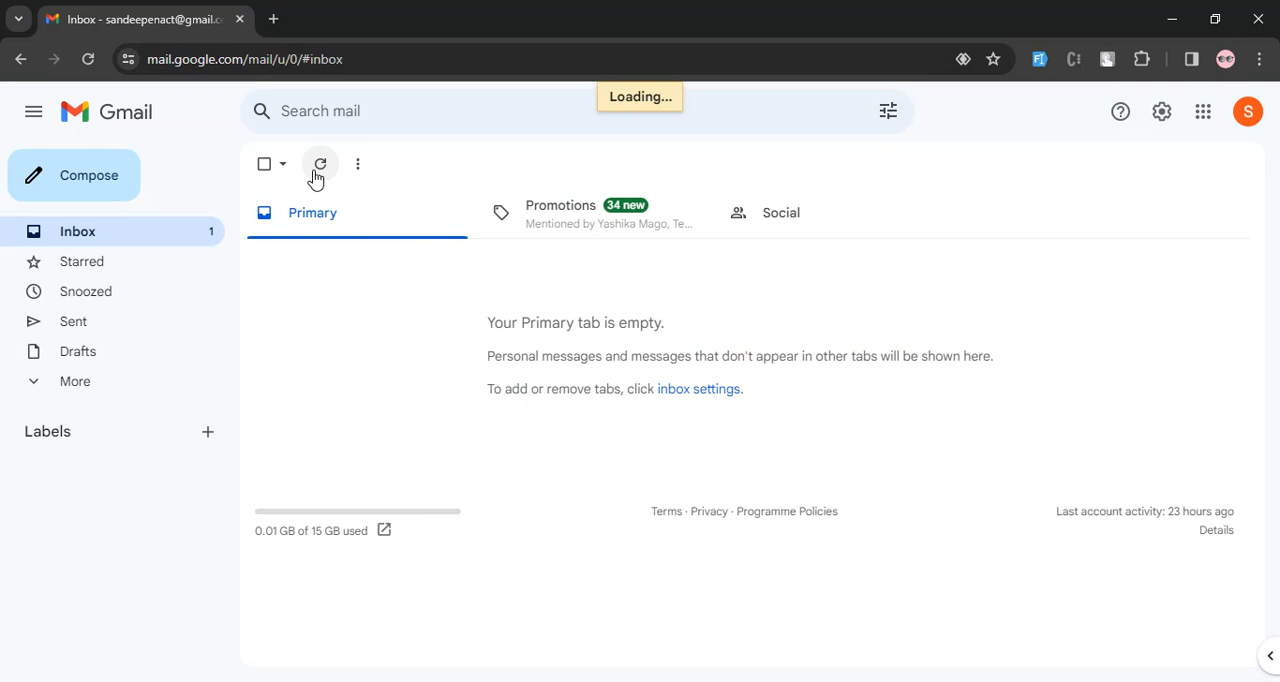 Inbox - sandeepenact@gmail.c
mail.google.com/mail/u/0/#inbox
Loading...
Gmail
Search mail
S
Compose
Primary
Promotions 34 new
Mentioned by Yashika Mago, Te...
Social
Inbox 1
Starred
Snoozed
Sent
Drafts
More
Labels
Your Primary tab is empty.
Personal messages and messages that don't appear in other tabs will be shown here.
To add or remove tabs, click inbox settings.
0.01 GB of 15 GB used
Terms · Privacy · Programme Policies
Last account activity: 23 hours ago
Details